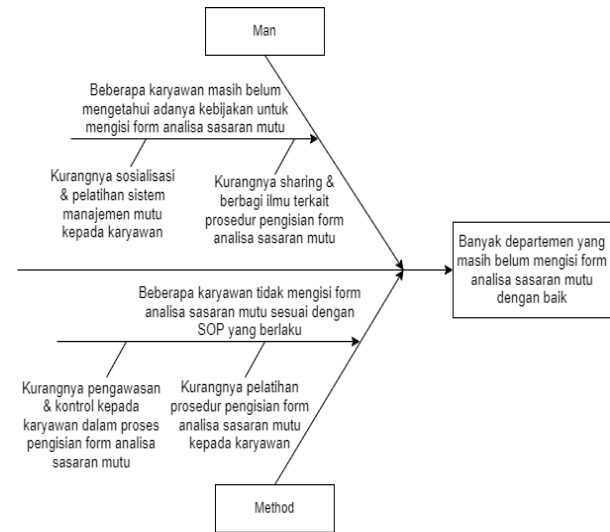 Man
Beberapa karyawan masih belum
mengetahui adanya kebijakan untuk
mengisi form analisa sasaran mutu
Kurangnya sosialisasi
& pelatihan sistem
manajemen mutu
kepada karyawan
Kurangnya sharing &
berbagi ilmu terkait
prosedur pengisian form
analisa sasaran mutu
Banyak departemen yang
masih belum mengisi form
analisa sasaran mutu
dengan baik
Beberapa karyawan tidak mengisi form
analisa sasaran mutu sesuai dengan
SOP yang berlaku
Kurangnya pengawasan
& kontrol kepada
karyawan dalam proses
pengisian form analisa
sasaran mutu
Kurangnya pelatihan
prosedur pengisian form
analisa sasaran mutu
kepada karyawan
Method